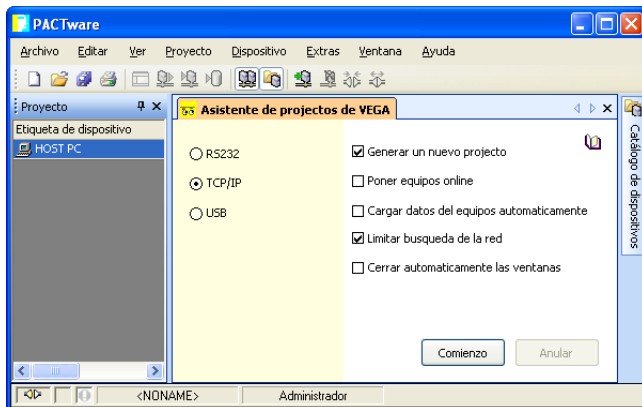 PACTware
Archivo Editar Ver Proyecto Dispositivo Extras Ventana Ayuda
Proyecto
Etiqueta de dispositivo
HOST PC
Asistente de projectos de VEGA
RS232
TCP/IP
USB
Generar un nuevo projecto
Poner equipos online
Cargar datos del equipos automaticamente
Limitar busqueda de la red
Cerrar automaticamente las ventanas
Comienzo Anular
Catálogo de dispositivos
<NONAME> Administrador